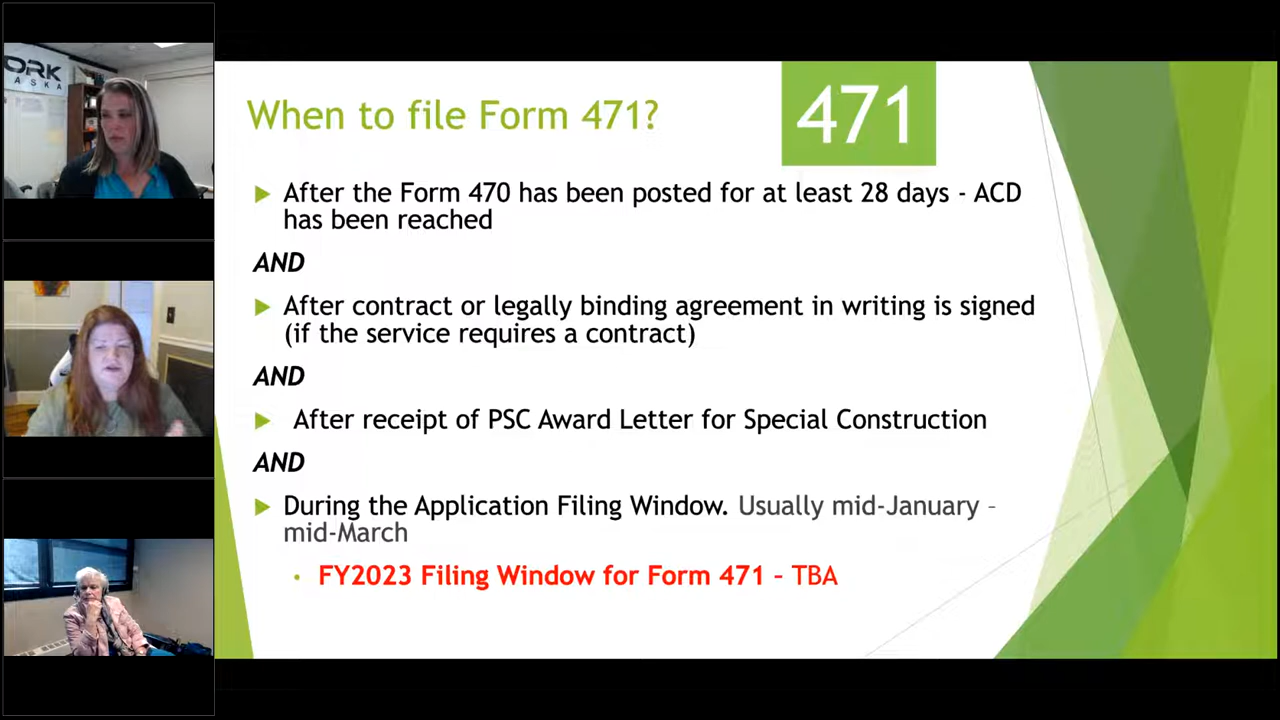 ORK
ASKA
When to file Form 471?
471
After the Form 470 has been posted for at least 28 days - ACD
has been reached
AND
After contract or legally binding agreement in writing is signed
(if the service requires a contract)
AND
After receipt of PSC Award Letter for Special Construction
AND
During the Application Filing Window. Usually mid-January –
mid-March
FY2023 Filing Window for Form 471 – TBA